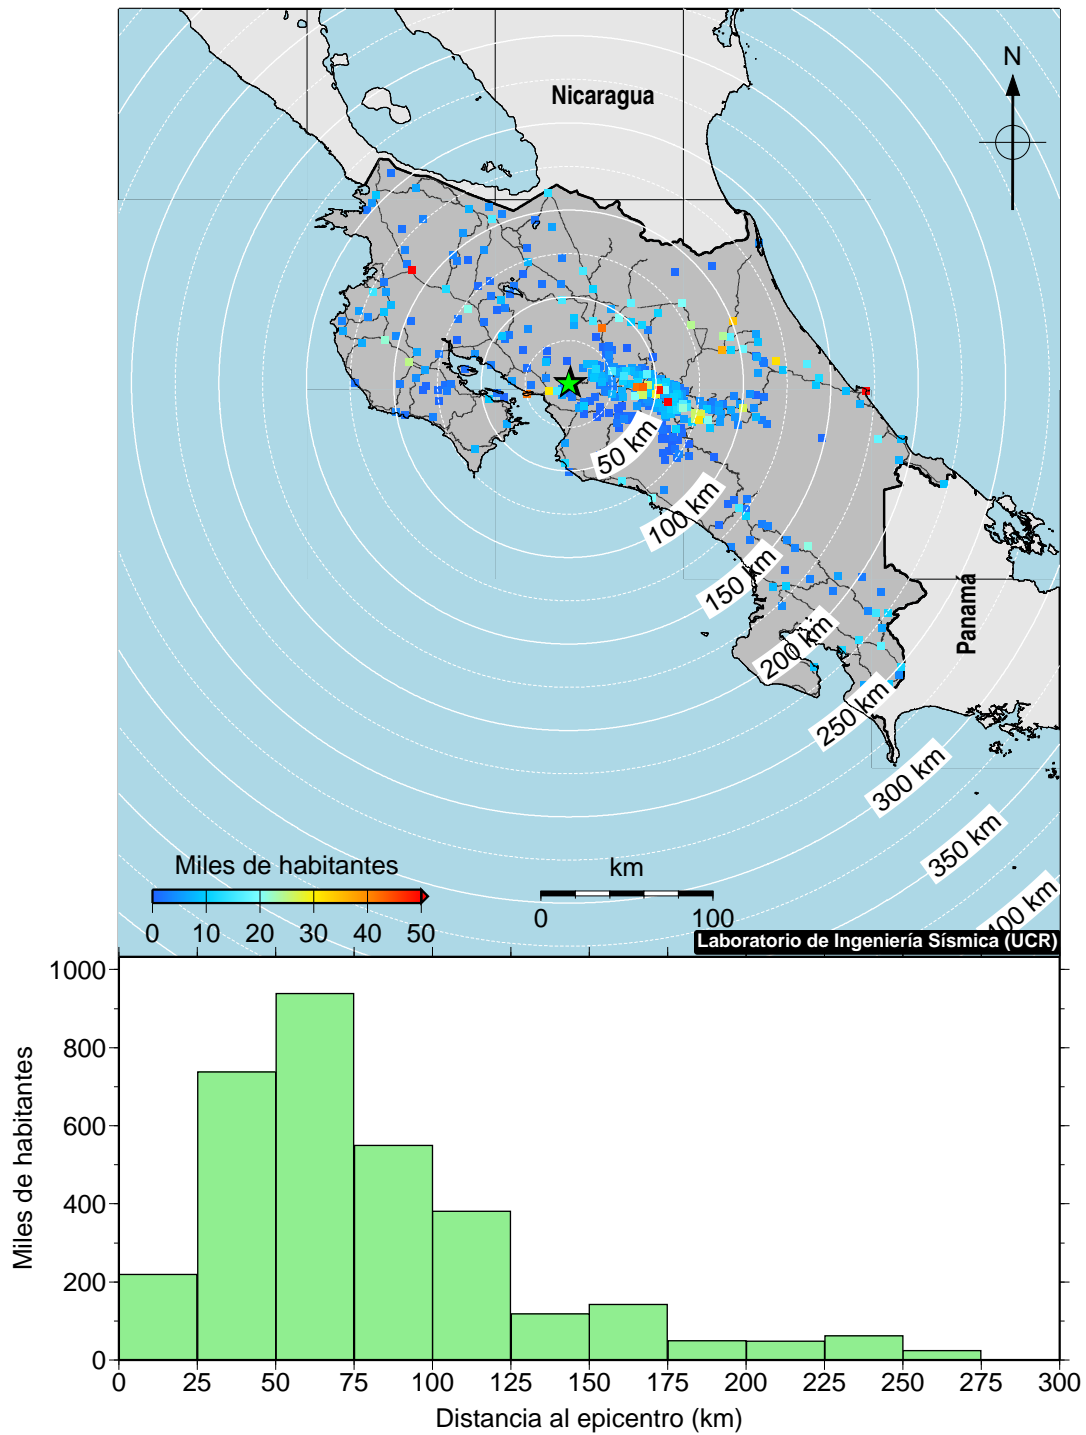 N
Nicaragua
50 km
100 km
150 km
Panamá
200 km
250 km
300 km
350 km
400 km
Miles de habitantes
0 10 20 30 40 50
km
0 100
Laboratorio de Ingeniería Sísmica (UCR)
1000
800
600
400
200
0
Miles de habitantes
0 25 50 75 100 125 150 175 200 225 250 275 300
Distancia al epicentro (km)